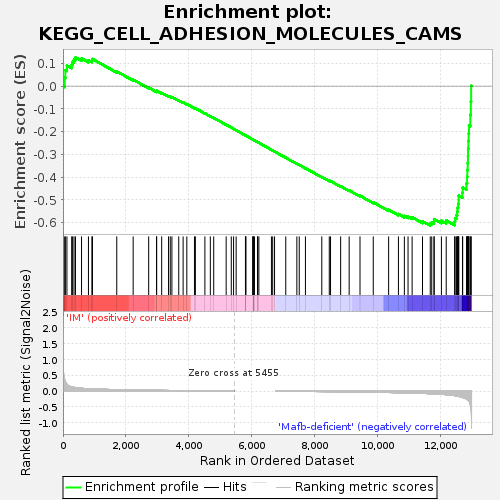 Enrichment plot:
KEGG_CELL_ADHESION_MOLECULES_CAMS
Enrichment score (ES)
0.1
0.0
-0.1
-0.2
-0.3
-0.4
-0.5
-0.6
Ranked list metric (Signal2Noise)
'IM' (positively correlated)
2.5
2.0
1.5
1.0
0.5
0.0
-0.5
-1.0
Zero cross at 5455
'Mafb-deficient' (negatively correlated)
0
2,000
4,000
6,000
8,000
10,000
12,000
Rank in Ordered Dataset
Enrichment profile
Hits
Ranking metric scores